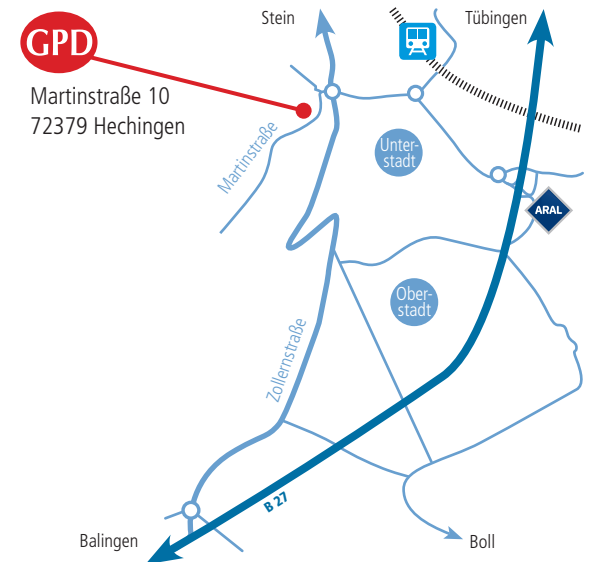 Stein
Tübingen
GPD
Martinstraße 10
72379 Hechingen
Martinstraße
Unter-
stadt
ARAL
Ober-
stadt
Zollernstraße
B 27
Balingen
Boll